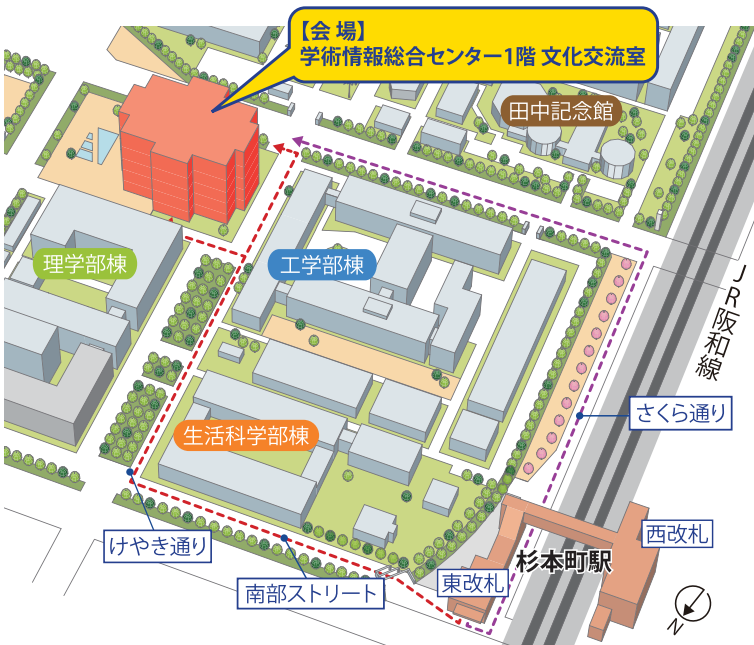 【会 場】
学術情報総合センター1階 文化交流室
田中記念館
理学部棟
工学部棟
JR阪和線
さくら通り
生活科学部棟
けやき通り
南部ストリート
東改札
杉本町駅
西改札
N